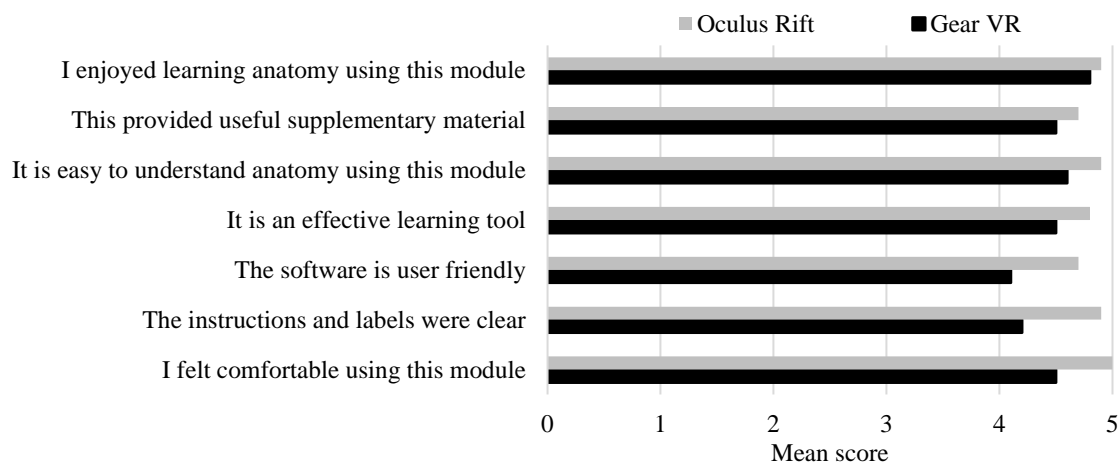 Oculus Rift Gear VR
I enjoyed learning anatomy using this module
This provided useful supplementary material
It is easy to understand anatomy using this module
It is an effective learning tool
The software is user friendly
The instructions and labels were clear
I felt comfortable using this module
0 1 2 3 4 5
Mean score